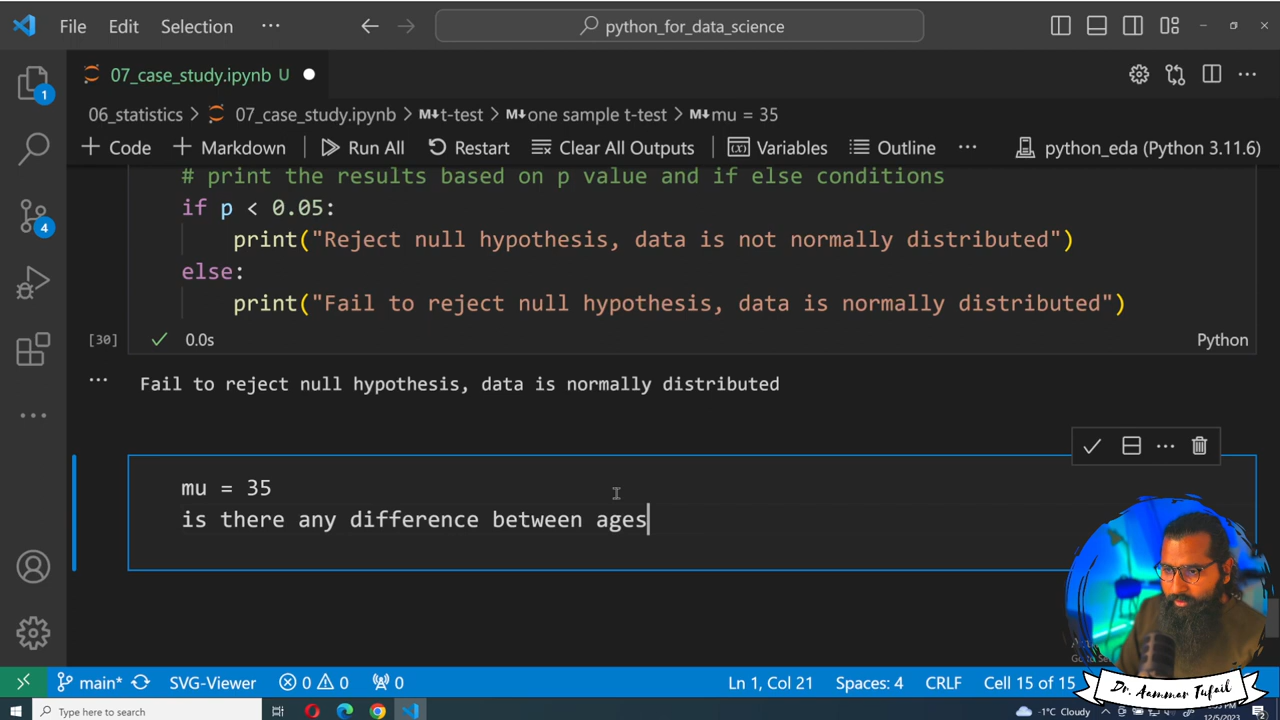 File Edit Selection ··· python_for_data_science
07_case_study.ipynb U
06_statistics > 07_case_study.ipynb > t-test > one sample t-test > mu = 35
+ Code + Markdown Run All Restart Clear All Outputs Variables Outline ··· python_eda (Python 3.11.6)
# print the results based on p value and if else conditions
if p < 0.05:
print("Reject null hypothesis, data is not normally distributed")
else:
print("Fail to reject null hypothesis, data is normally distributed")
[30] 0.0s Python
Fail to reject null hypothesis, data is normally distributed
mu = 35
is there any difference between ages
1
4
main* SVG-Viewer 0 0 0 Ln 1, Col 21 Spaces: 4 CRLF Cell 15 of 15
Dr. Aammar Tufail
Type here to search -1°C Cloudy 12/5/2023